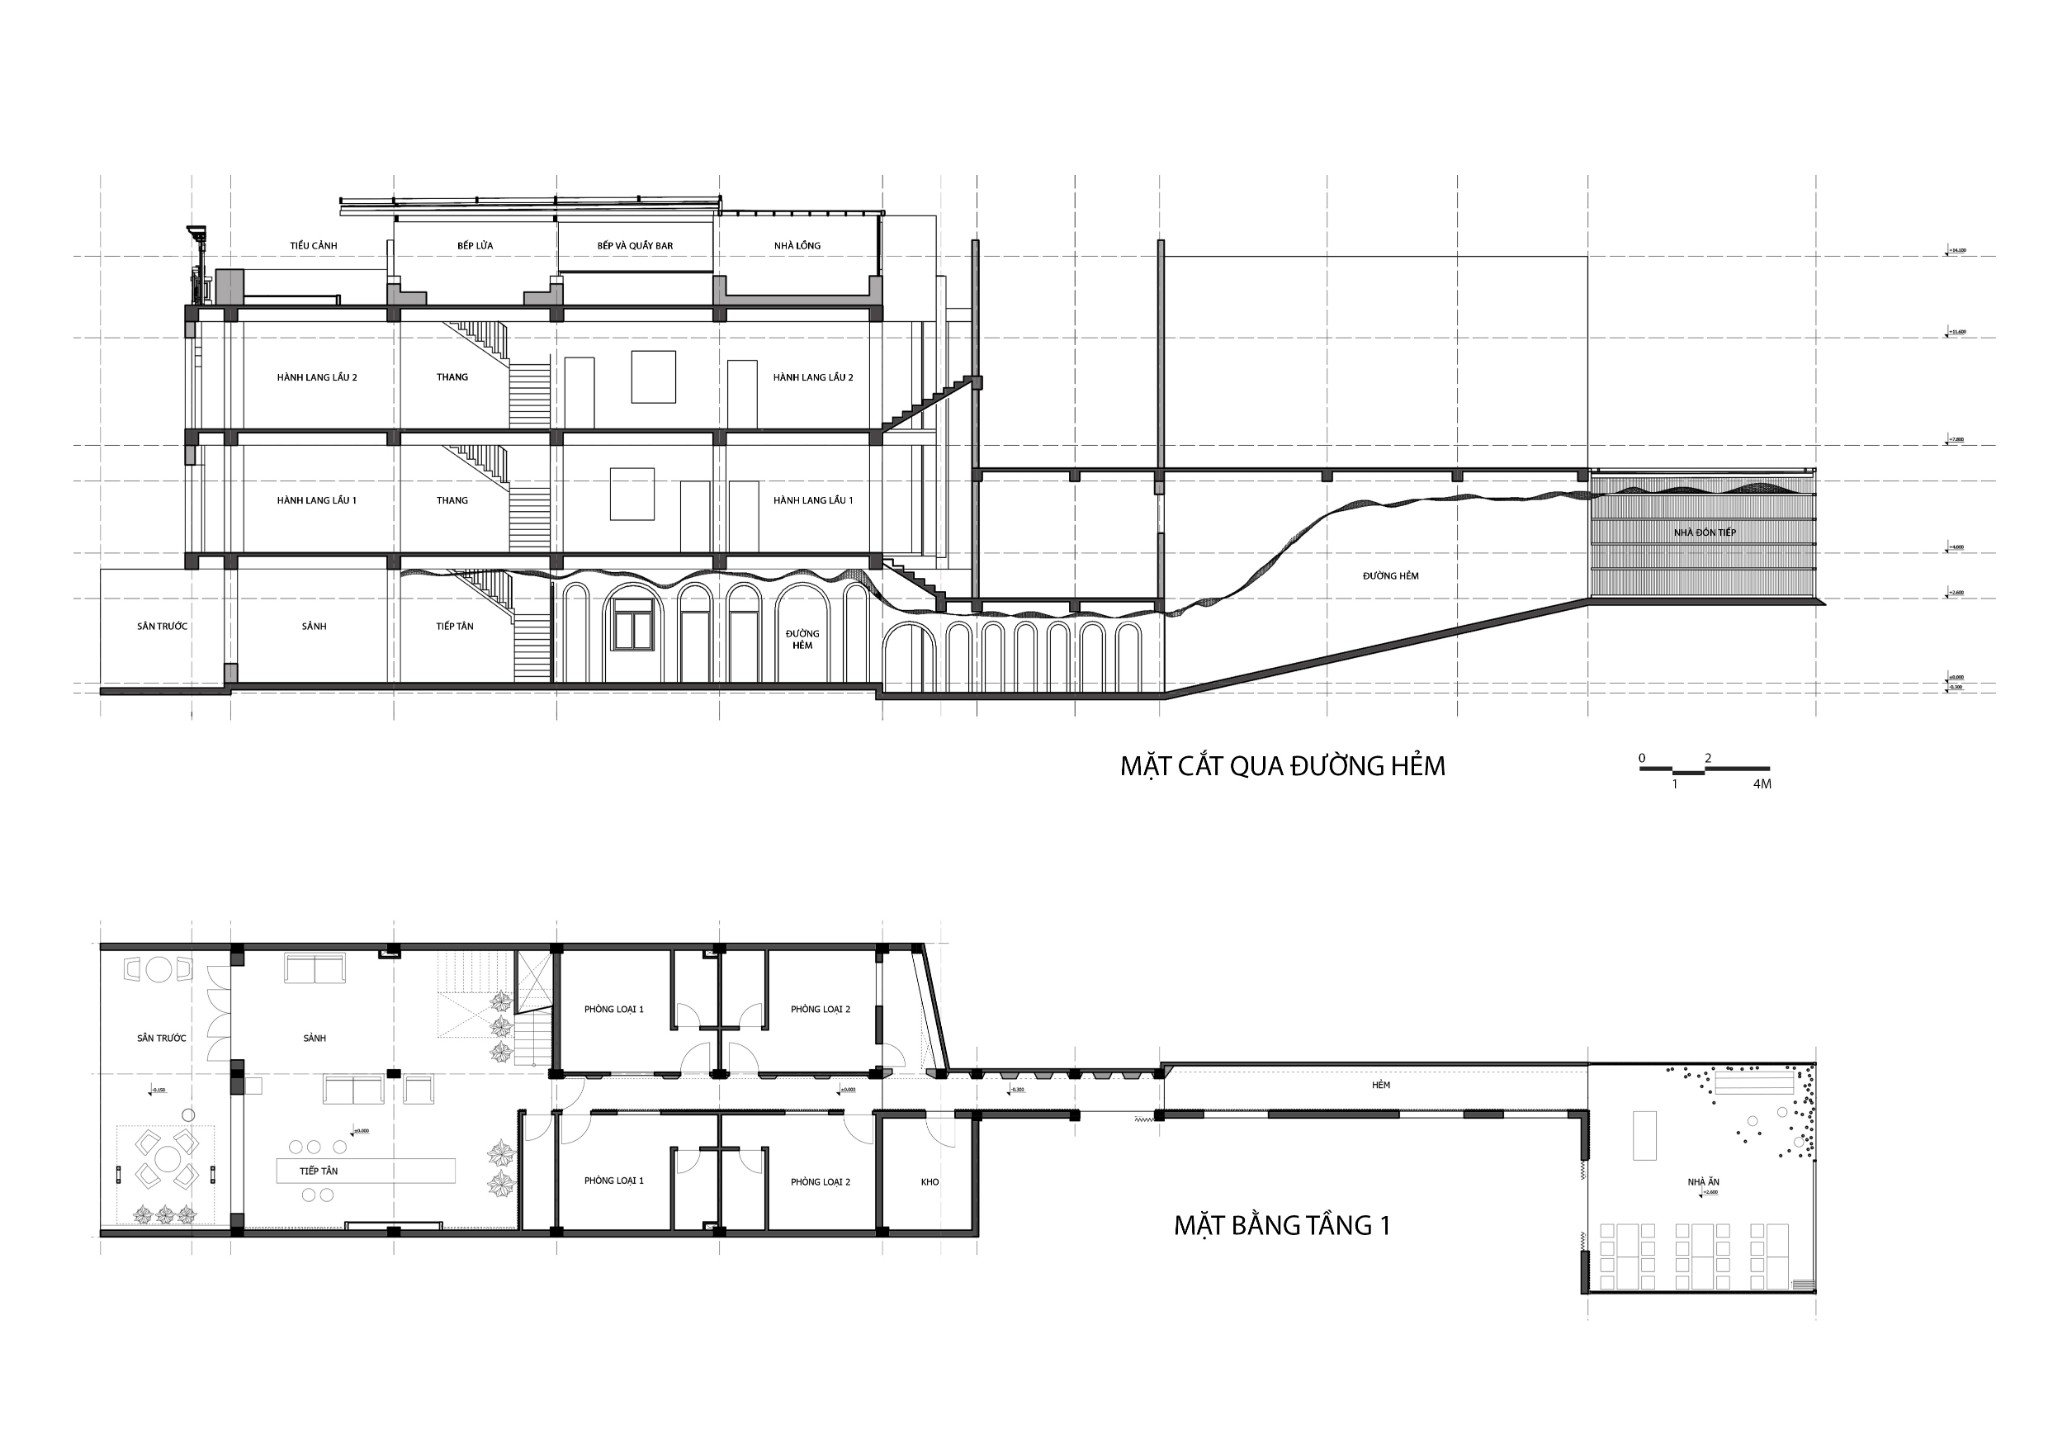 TIỂU CẢNH
BẾP LỬA
BẾP VÀ QUẦY BAR
NHÀ LỒNG
+14.100
+11.600
HÀNH LANG LẦU 2
THANG
HÀNH LANG LẦU 2
+7.800
HÀNH LANG LẦU 1
THANG
HÀNH LANG LẦU 1
NHÀ ĐÓN TIẾP
+4.000
ĐƯỜNG HẺM
+2.600
SÂN TRƯỚC
SẢNH
TIẾP TÂN
ĐƯỜNG
HẺM
±0.000
-0.300
MẶT CẮT QUA ĐƯỜNG HẺM
0 2
1 4M
PHÒNG LOẠI 1
PHÒNG LOẠI 2
SÂN TRƯỚC
SẢNH
-0.150
±0.000
-0.300
HẺM
±0.000
TIẾP TÂN
PHÒNG LOẠI 1
PHÒNG LOẠI 2
KHO
NHÀ ĂN
+2.600
MẶT BẰNG TẦNG 1